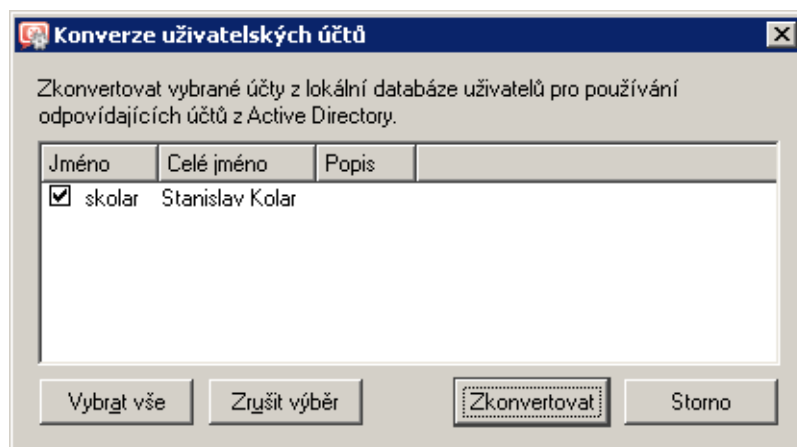 Konverze uživatelských účtů
Zkonvertovat vybrané účty z lokální databáze uživatelů pro používání
odpovídajících účtů z Active Directory.
Jméno Celé jméno Popis
skolar Stanislav Kolar
Vybrat vše Zrušit výběr Zkonvertovat Storno